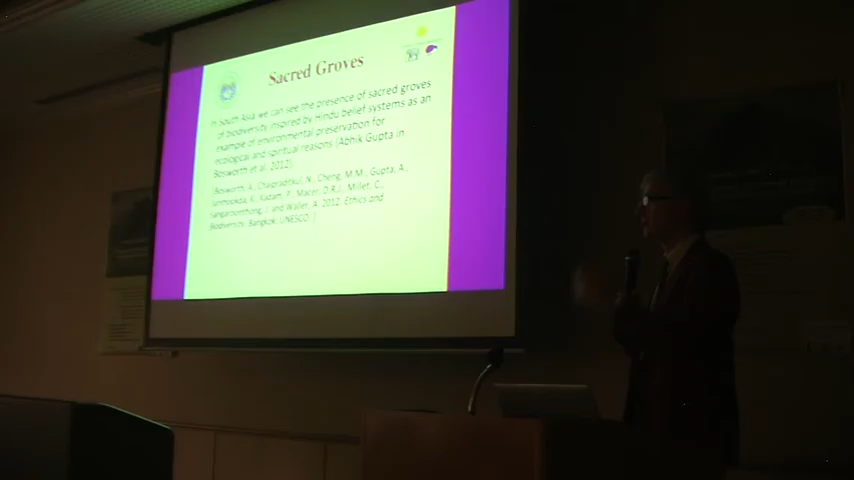 Sacred Groves
In South Asia we can see the presence of sacred groves
of biodiversity inspired by Hindu belief systems as an
example of environmental preservation for
ecological and spiritual reasons (Abhik Gupta in
Bosworth et al. 2012)
(Bosworth, A., Chaipraditkul, N., Cheng, M.M., Gupta, A.,
Junmookda, K., Kadam, P., Macer, D.R.J., Millet, C.,
Sangaroonthong, J. and Waller, A. 2012. Ethics and
Biodiversity. Bangkok: UNESCO. )